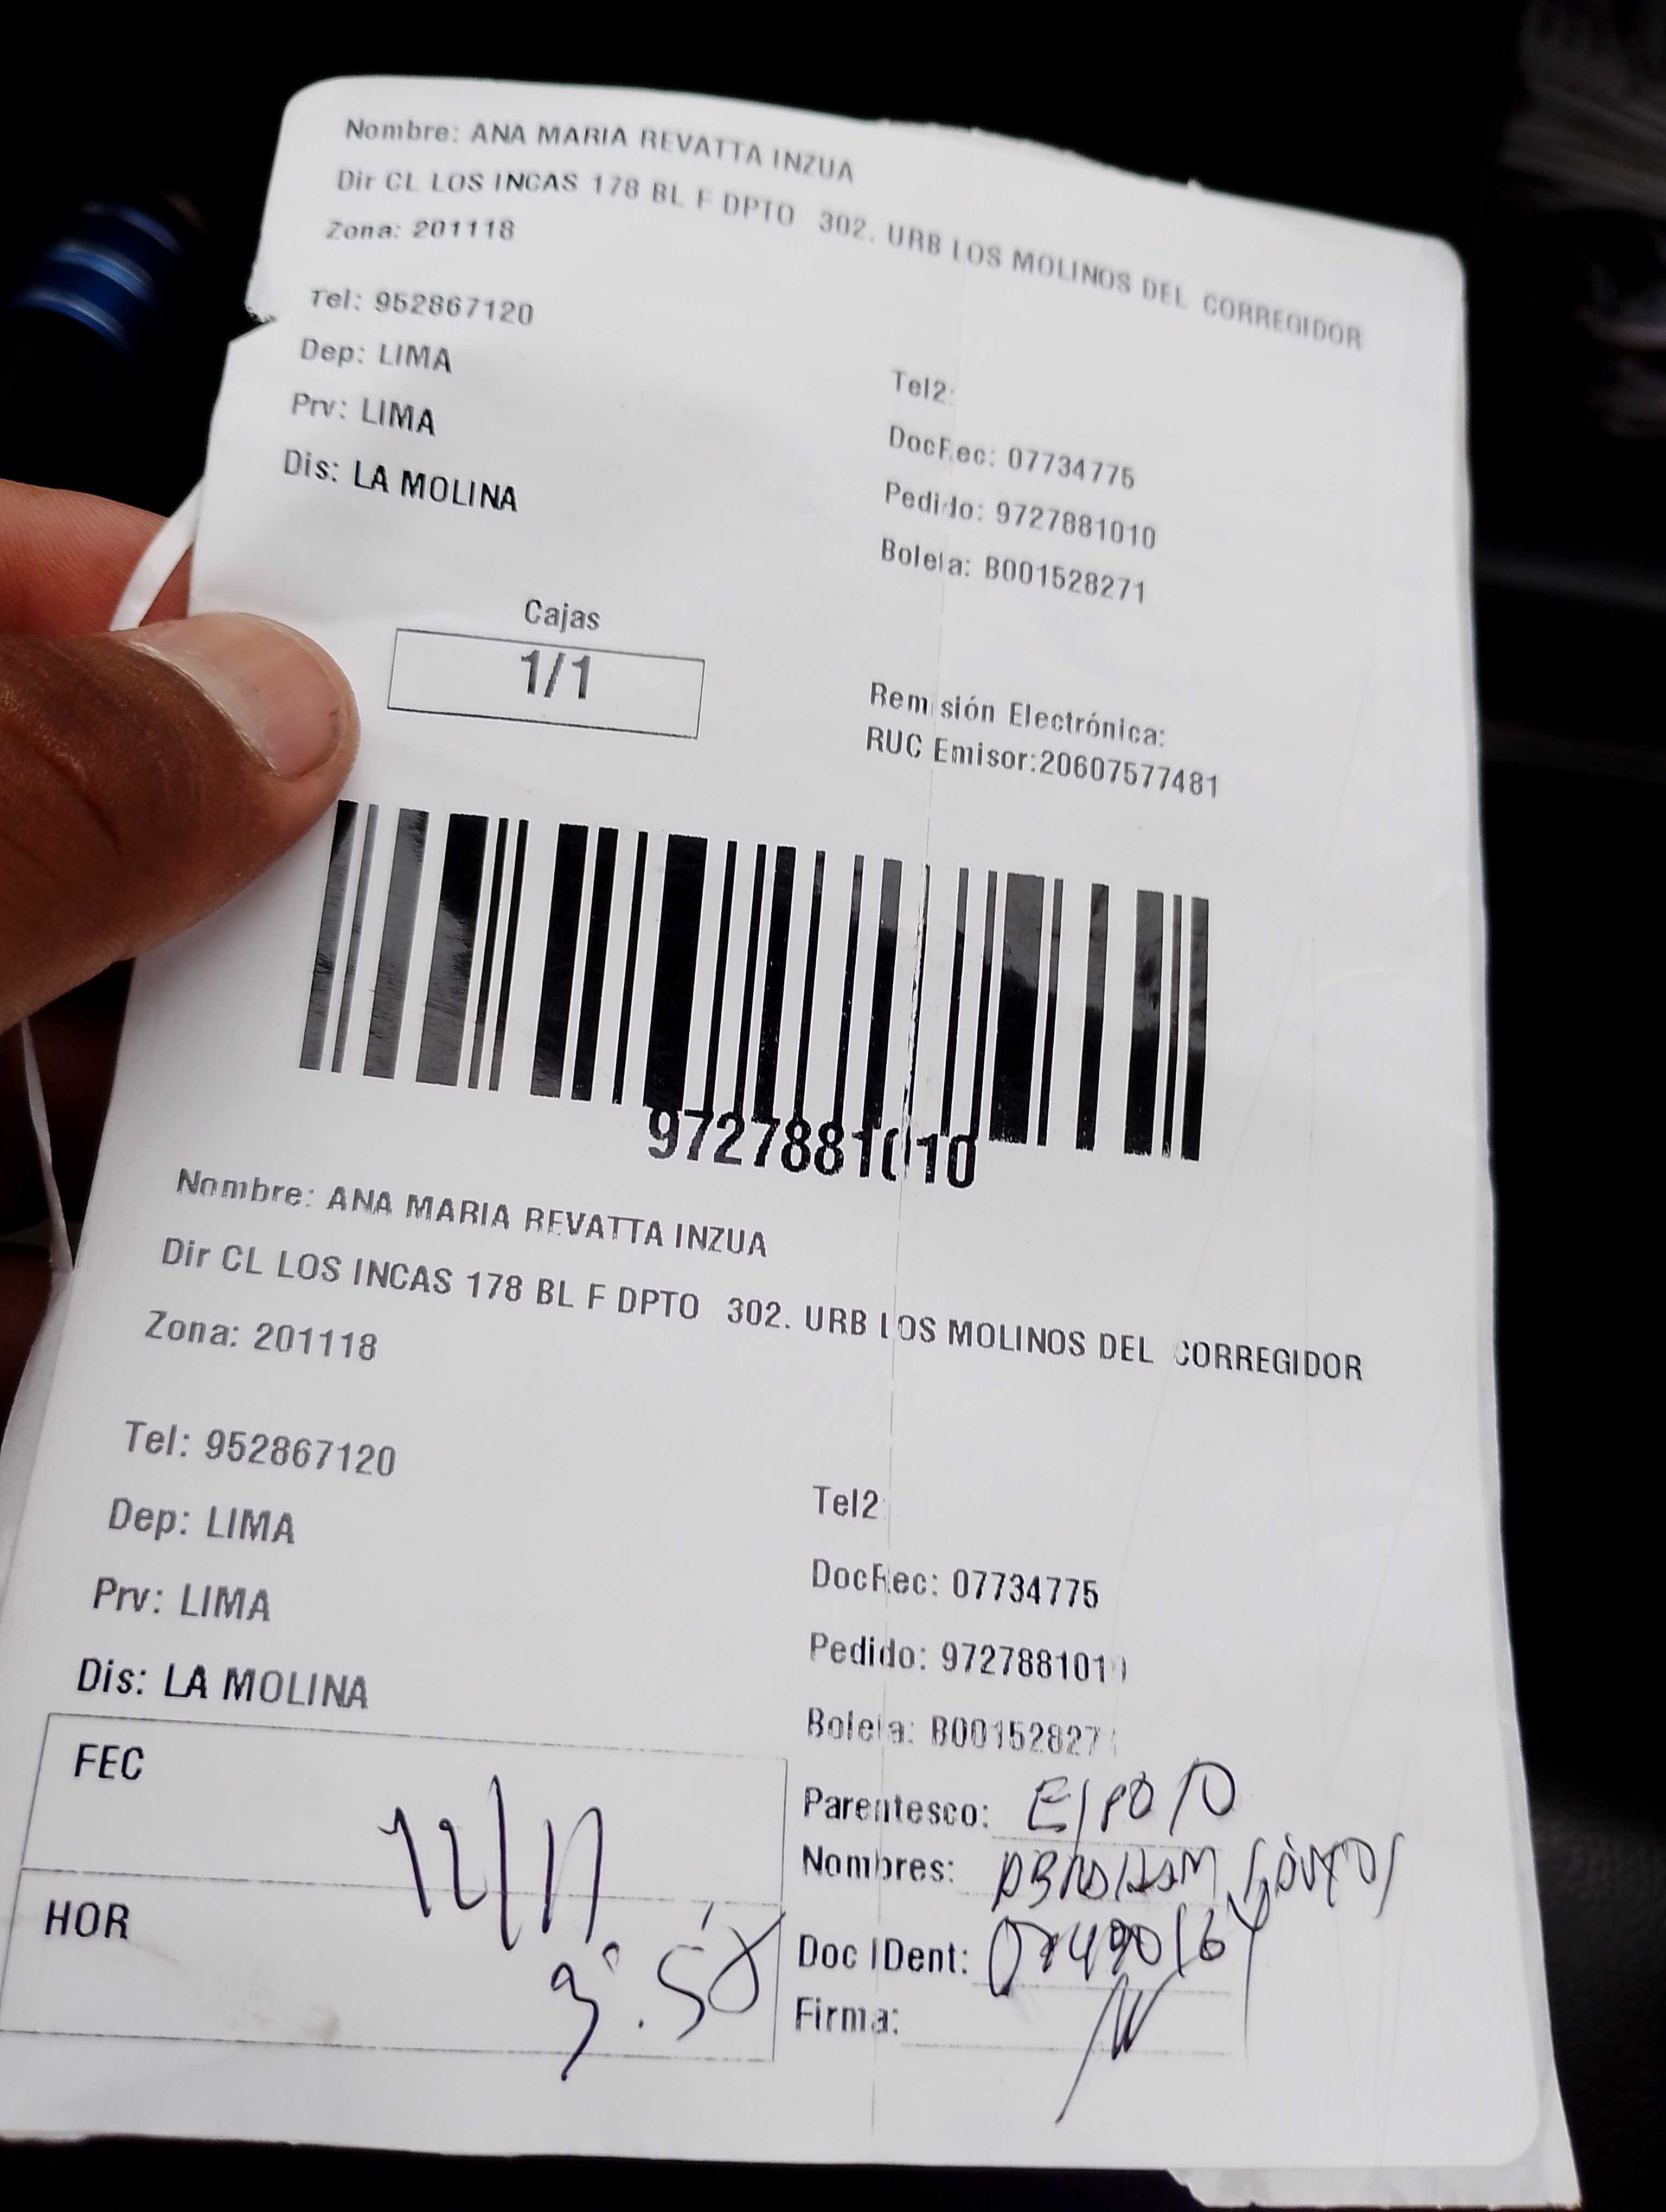 Nombre: ANA MARIA REVATTA INZUA
Dir CL LOS INCAS 178 BL F DPTO 302. URB LOS MOLINOS DEL CORREGIDOR
Zona: 201118
Tel: 952867120
Dep: LIMA
Prv: LIMA
Dis: LA MOLINA
Tel2:
DocRec: 07734775
Pedido: 9727881010
Boleta: B001528271
Cajas
1/1
Remisión Electrónica:
RUC Emisor:20607577481
9727881010
Nombre: ANA MARIA REVATTA INZUA
Dir CL LOS INCAS 178 BL F DPTO 302. URB LOS MOLINOS DEL CORREGIDOR
Zona: 201118
Tel: 952867120
Dep: LIMA
Prv: LIMA
Dis: LA MOLINA
Tel2:
DocRec: 07734775
Pedido: 9727881010
Boleta: B001528271
FEC 12/11
HOR 9:58
Parentesco: ESPOSO
Nombres:
Doc IDent:
Firma: